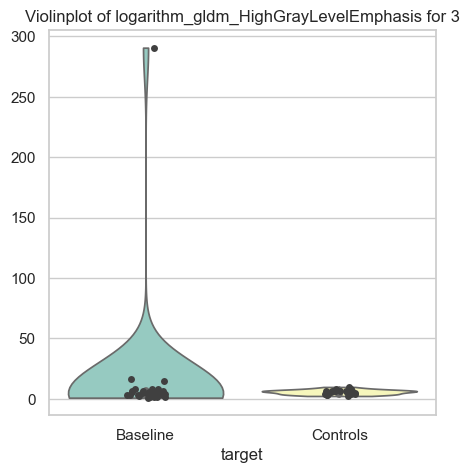 Violinplot of logarithm_gldm_HighGrayLevelEmphasis for 3
300
250
200
150
100
50
0
Baseline
Controls
target